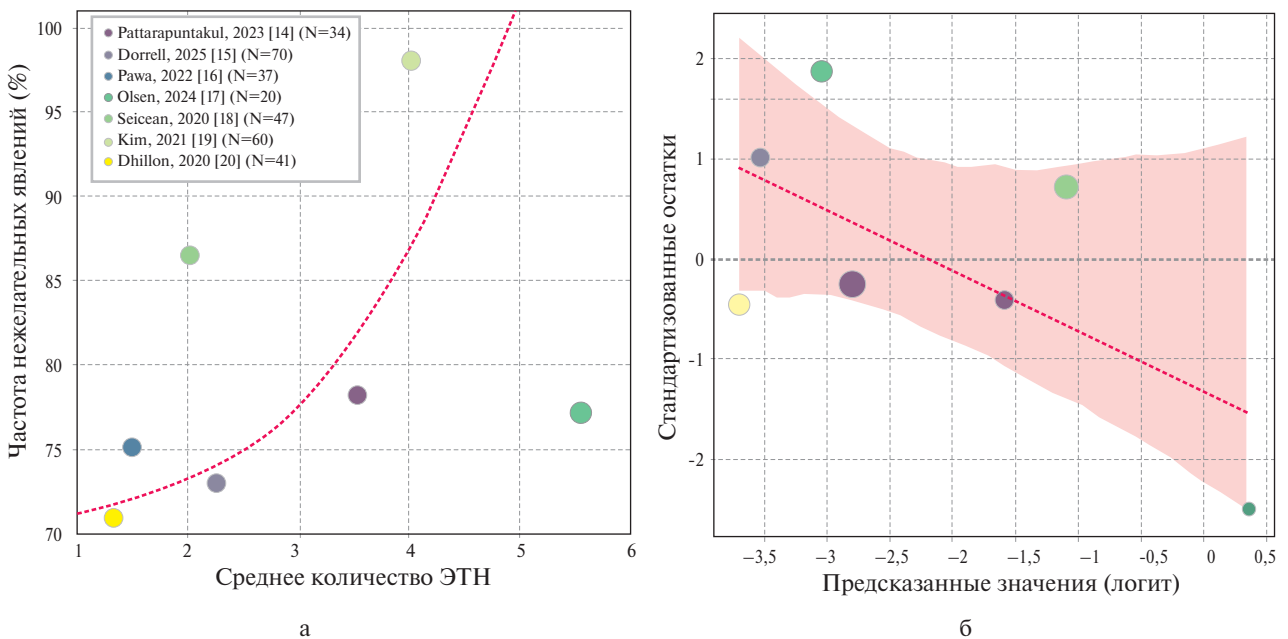 Частота нежелательных явлений (%)
100
95
90
85
80
75
70
Pattarapuntakul, 2023 [14] (N=34)
Dorrell, 2025 [15] (N=70)
Pawa, 2022 [16] (N=37)
Olsen, 2024 [17] (N=20)
Seicean, 2020 [18] (N=47)
Kim, 2021 [19] (N=60)
Dhillon, 2020 [20] (N=41)
1 2 3 4 5 6
Среднее количество ЭТН
а
Стандартизованные остатки
2
1
0
-1
-2
−3,5 −3 −2,5 −2 −1,5 −1 -0,5 0 0,5
Предсказанные значения (логит)
б